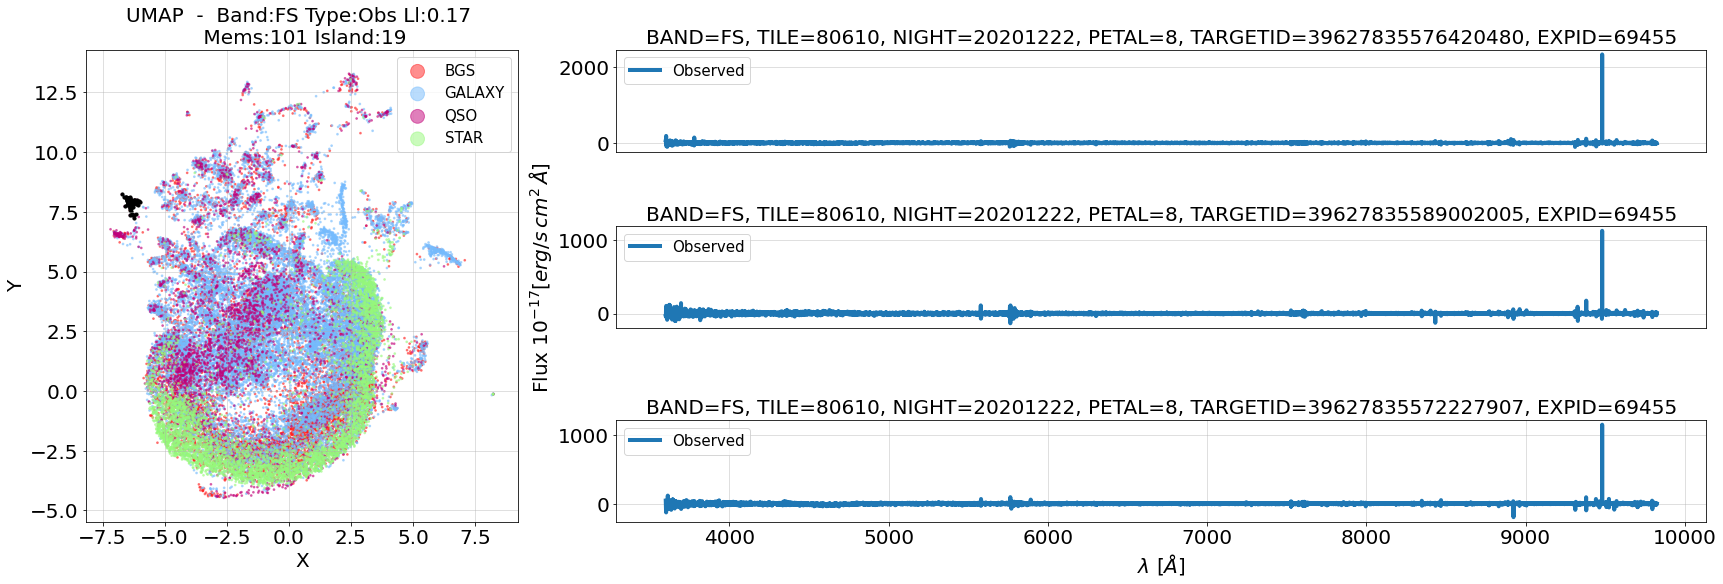 UMAP - Band:FS Type:Obs Ll:0.17
Mems:101 Island:19
BGS
GALAXY
QSO
STAR
12.5
10.0
7.5
5.0
2.5
0.0
−2.5
−5.0
Y
−7.5 −5.0 −2.5 0.0 2.5 5.0 7.5
X
Flux 10−17[erg/s cm2 Å]
BAND=FS, TILE=80610, NIGHT=20201222, PETAL=8, TARGETID=39627835576420480, EXPID=69455
Observed
2000
0
BAND=FS, TILE=80610, NIGHT=20201222, PETAL=8, TARGETID=39627835589002005, EXPID=69455
Observed
1000
0
BAND=FS, TILE=80610, NIGHT=20201222, PETAL=8, TARGETID=39627835572227907, EXPID=69455
Observed
1000
0
4000 5000 6000 7000 8000 9000 10000
λ [Å]